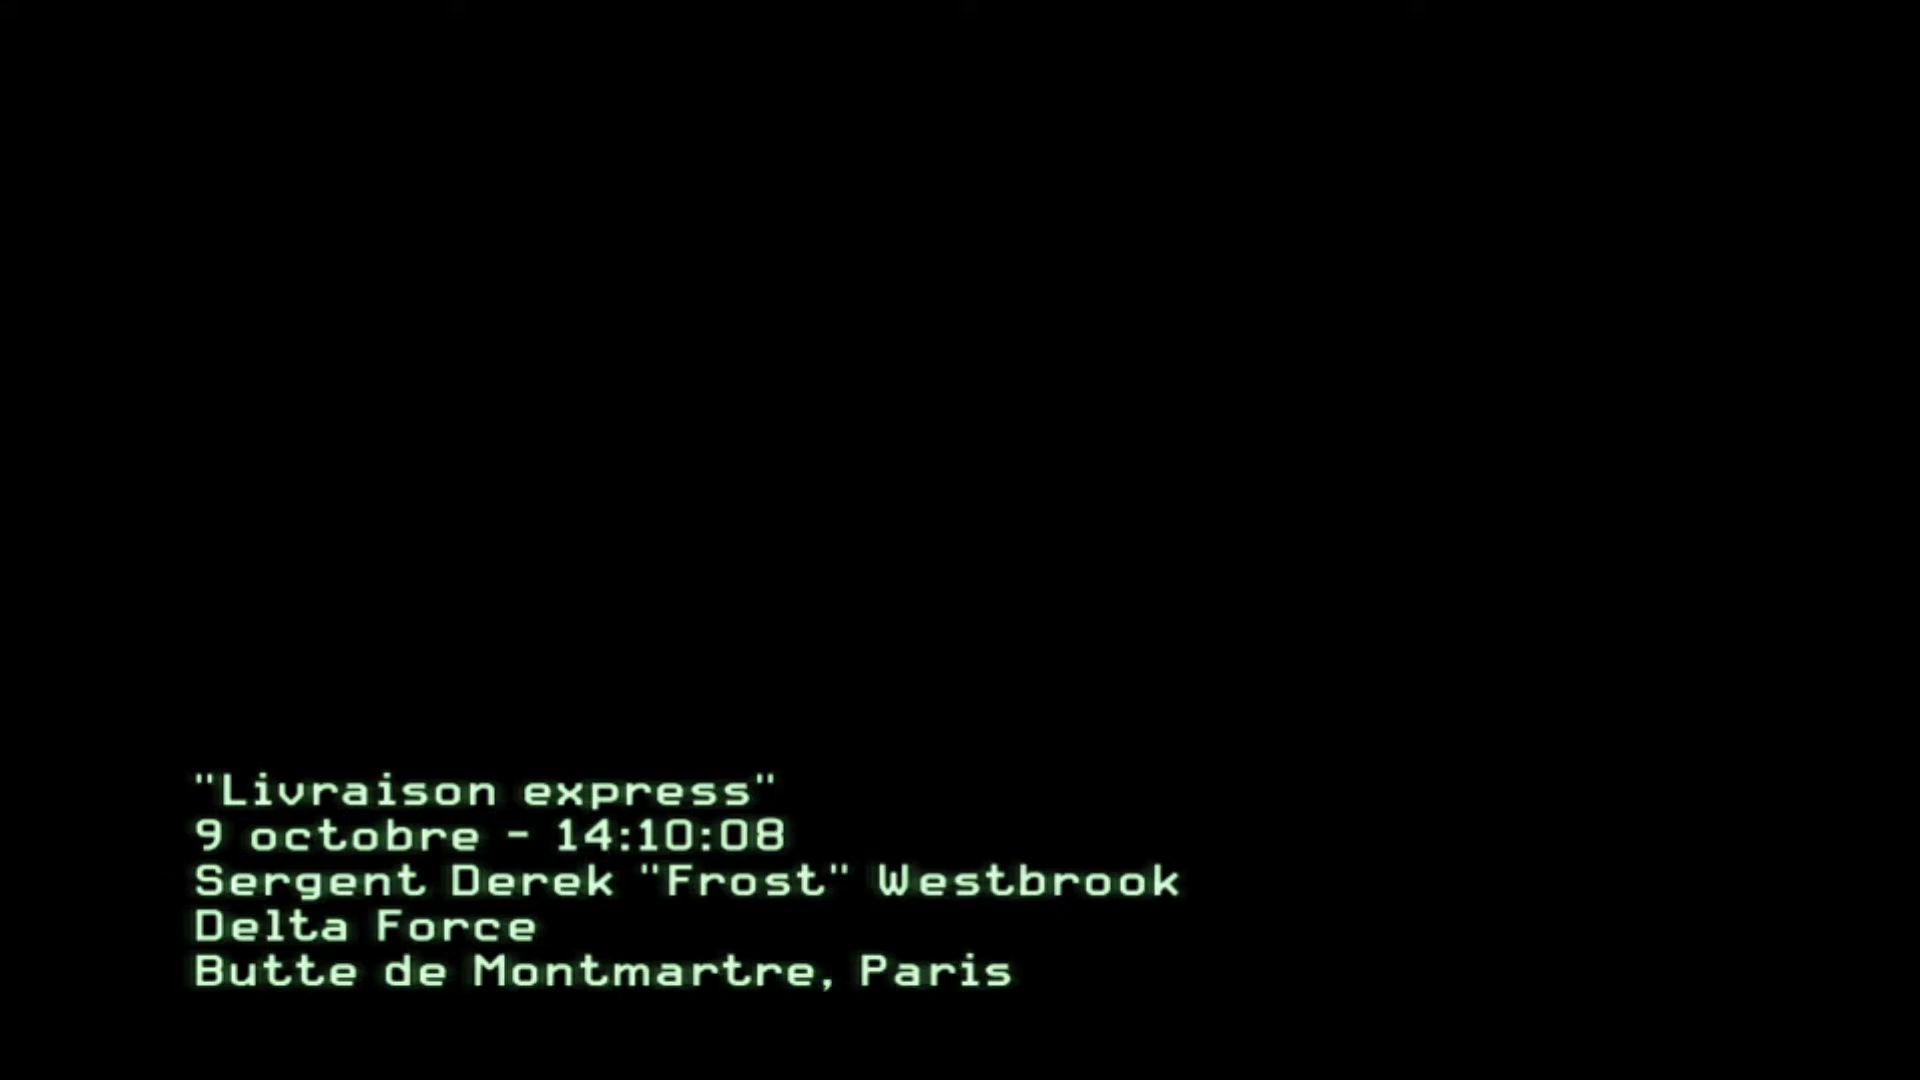 "Livraison express"
9 octobre - 14:10:08
Sergent Derek "Frost" Westbrook
Delta Force
Butte de Montmartre, Paris